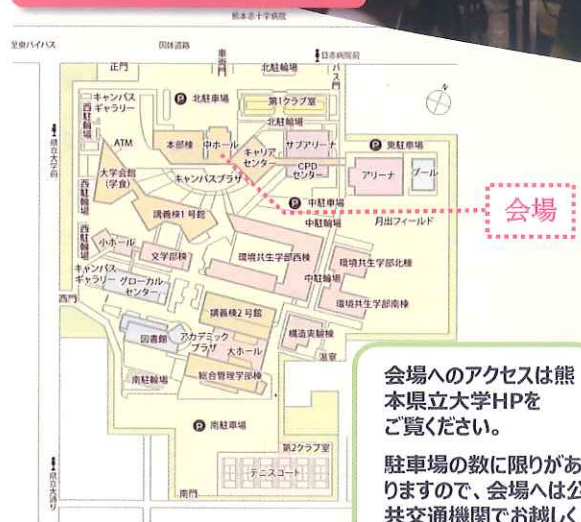 熊本赤十字病院
至東バイパス
国体道路
日赤病院前
正門
車両門
北駐輪場
バス門
キャンパス
ギャラリー
西駐輪場
P 北駐車場
第1クラブ室
北駐輪場
N
県立大学前
ATM
本部棟
中ホール
キャリア
センター
サブアリーナ
CPD
センター
P 東駐車場
アリーナ
プール
大学会館
(学食)
キャンパスプラザ
西駐輪場
P 中駐車場
中駐輪場
月出フィールド
会場
講義棟1号館
西駐輪場
小ホール
文学部棟
環境共生学部西棟
環境共生学部北棟
キャンパス
ギャラリー
グローカル
センター
中駐輪場
西門
環境共生学部南棟
講義棟2号館
図書館
アカデミック
プラザ
大ホール
構造実験棟
温室
南駐輪場
総合管理学部棟
P 南駐車場
第2クラブ室
テニスコート
県立大通り
南門
会場へのアクセスは熊
本県立大学HPを
ご覧ください。
駐車場の数に限りがあ
りますので、会場へは公
共交通機関でお越しく